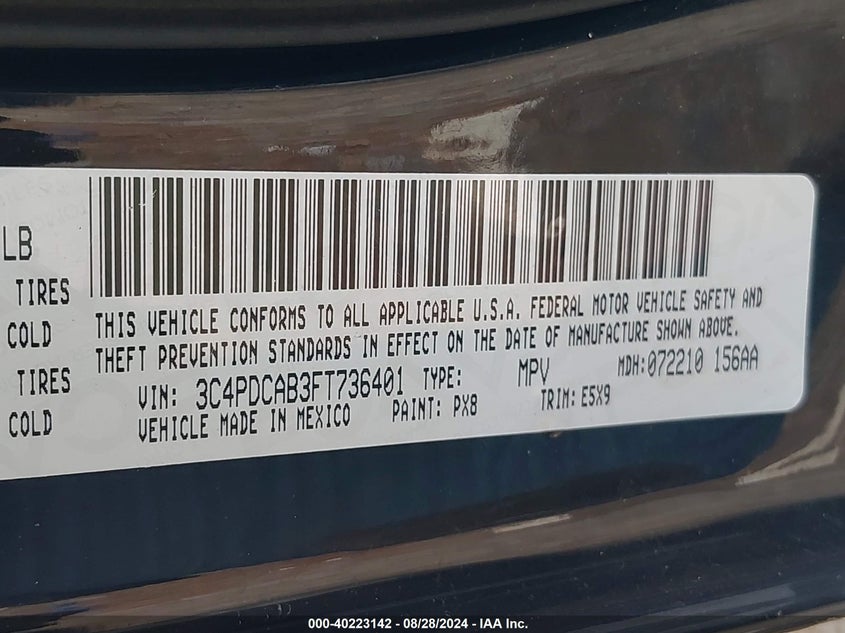 LB
TIRES
COLD
TIRES
COLD
THIS VEHICLE CONFORMS TO ALL APPLICABLE U.S.A. FEDERAL MOTOR VEHICLE SAFETY AND
THEFT PREVENTION STANDARDS IN EFFECT ON THE DATE OF MANUFACTURE SHOWN ABOVE.
VIN: 3C4PDCAB3FT736401 TYPE: MPV MDH:072210 156AA
VEHICLE MADE IN MEXICO PAINT: PX8 TRIM: E5X9
000-40223142 - 08/28/2024 - IAA Inc.